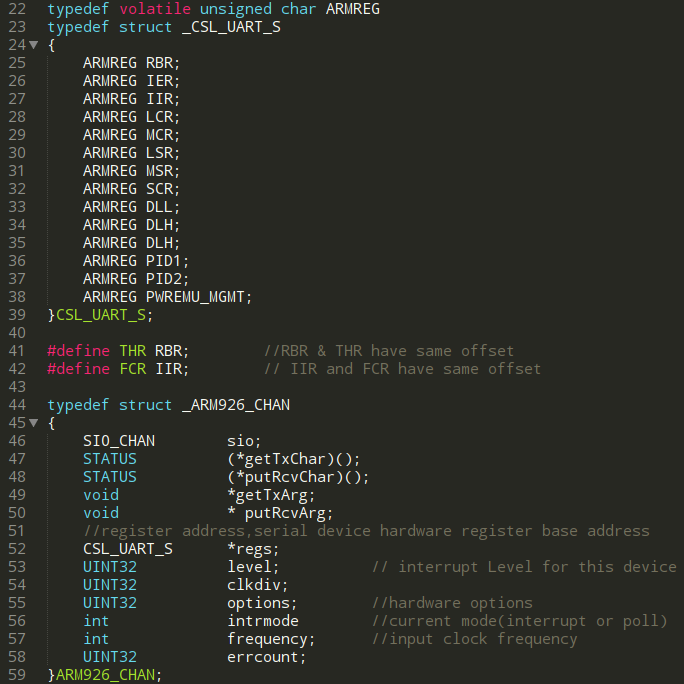 22 typedef volatile unsigned char ARMREG
23 typedef struct _CSL_UART_S
24 {
25 ARMREG RBR;
26 ARMREG IER;
27 ARMREG IIR;
28 ARMREG LCR;
29 ARMREG MCR;
30 ARMREG LSR;
31 ARMREG MSR;
32 ARMREG SCR;
33 ARMREG DLL;
34 ARMREG DLH;
35 ARMREG DLH;
36 ARMREG PID1;
37 ARMREG PID2;
38 ARMREG PWREMU_MGMT;
39 }CSL_UART_S;
40
41 #define THR RBR; //RBR & THR have same offset
42 #define FCR IIR; // IIR and FCR have same offset
43
44 typedef struct _ARM926_CHAN
45 {
46 SI0_CHAN sio;
47 STATUS (*getTxChar)();
48 STATUS (*putRcvChar)();
49 void *getTxArg;
50 void * putRcvArg;
51 //register address,serial device hardware register base address
52 CSL_UART_S *regs;
53 UINT32 level; // interrupt Level for this device
54 UINT32 clkdiv;
55 UINT32 options; //hardware options
56 int intrmode //current mode(interrupt or poll)
57 int frequency; //input clock frequency
58 UINT32 errcount;
59 }ARM926_CHAN;